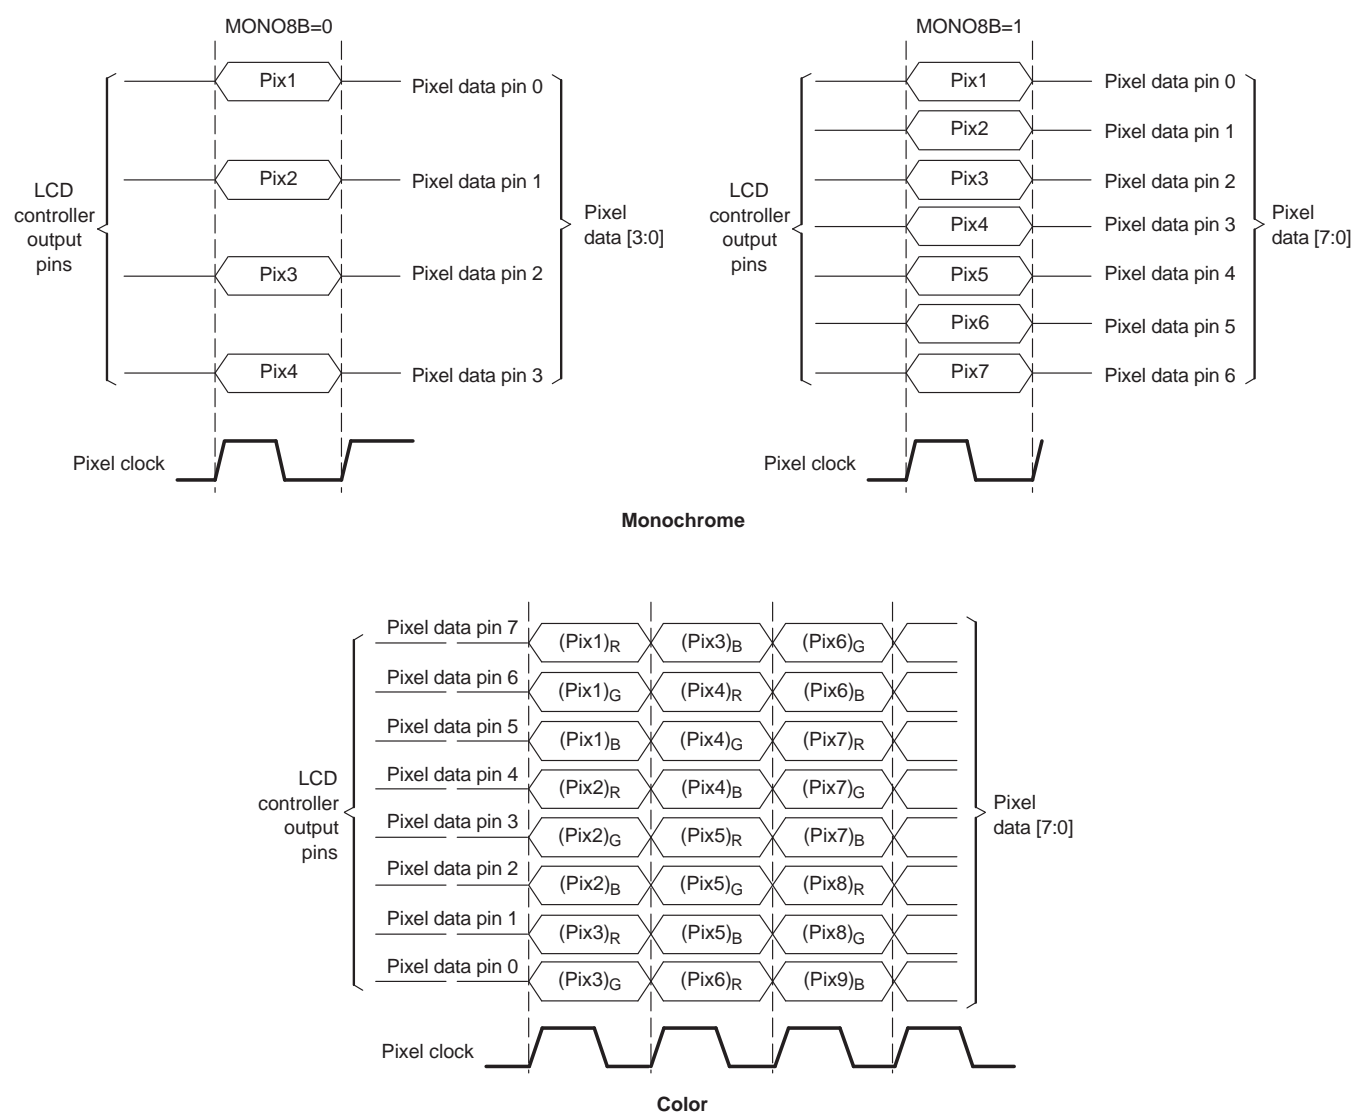 MONO8B=0
LCD
controller
output
pins
Pix1
Pixel data pin 0
Pix2
Pixel data pin 1
Pix3
Pixel data pin 2
Pix4
Pixel data pin 3
Pixel
data [3:0]
Pixel clock
MONO8B=1
LCD
controller
output
pins
Pix1
Pixel data pin 0
Pix2
Pixel data pin 1
Pix3
Pixel data pin 2
Pix4
Pixel data pin 3
Pix5
Pixel data pin 4
Pix6
Pixel data pin 5
Pix7
Pixel data pin 6
Pixel
data [7:0]
Pixel clock
Monochrome
LCD
controller
output
pins
Pixel data pin 7 (Pix1)R (Pix3)B (Pix6)G
Pixel data pin 6 (Pix1)G (Pix4)R (Pix6)B
Pixel data pin 5 (Pix1)B (Pix4)G (Pix7)R
Pixel data pin 4 (Pix2)R (Pix4)B (Pix7)G
Pixel data pin 3 (Pix2)G (Pix5)R (Pix7)B
Pixel data pin 2 (Pix2)B (Pix5)G (Pix8)R
Pixel data pin 1 (Pix3)R (Pix5)B (Pix8)G
Pixel data pin 0 (Pix3)G (Pix6)R (Pix9)B
Pixel
data [7:0]
Pixel clock
Color